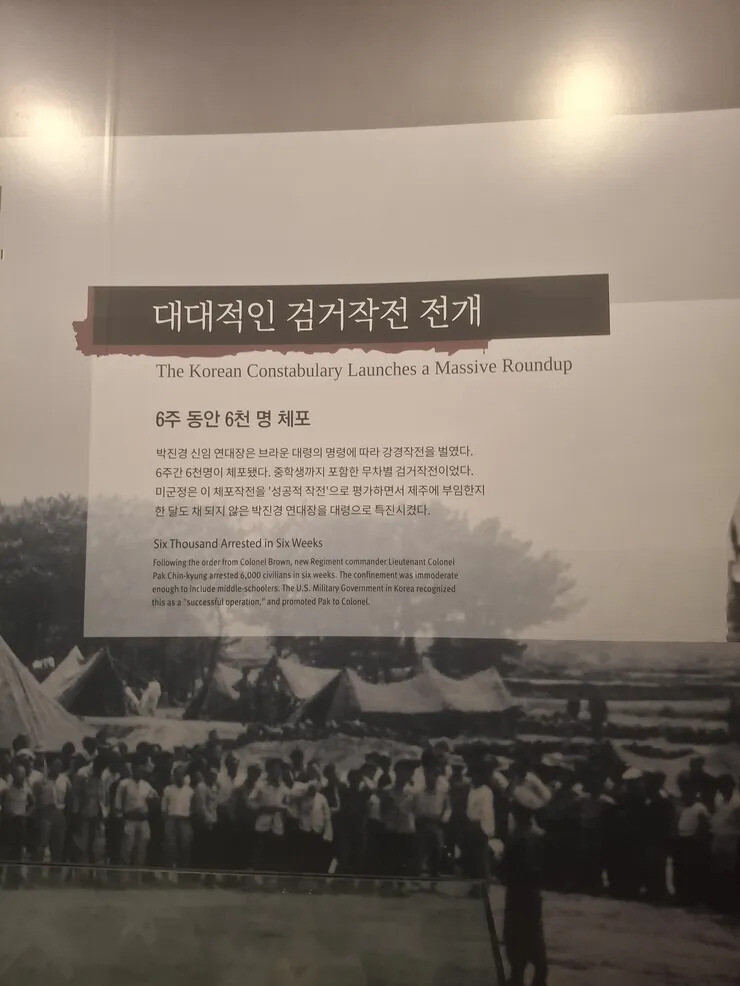 대대적인 검거작전 전개
The Korean Constabulary Launches a Massive Roundup
6주 동안 6천 명 체포
박진경 신임 연대장은 브라운 대령의 명령에 따라 강경작전을 벌였다.
6주간 6천명이 체포됐다. 중학생까지 포함한 무차별 검거작전이었다.
미군정은 이 체포작전을 '성공적 작전'으로 평가하면서 제주에 부임한지
한 달도 채 되지 않은 박진경 연대장을 대령으로 특진시켰다.
Six Thousand Arrested in Six Weeks
Following the order from Colonel Brown, new Regiment commander Lieutenant Colonel
Pak Chin-kyung arrested 6,000 civilians in six weeks. The confinement was immoderate
enough to include middle-schoolers. The U.S. Military Government in Korea recognized
this as a "successful operation," and promoted Pak to Colonel.